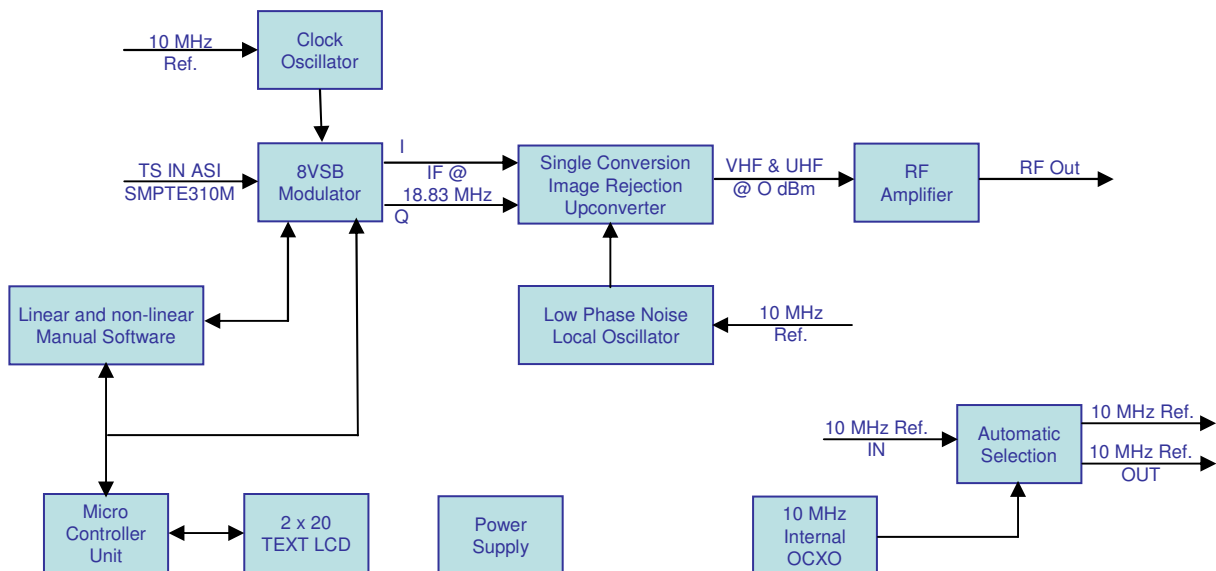 10 MHz
Ref.
Clock
Oscillator
TS IN ASI
SMPTE310M
8VSB
Modulator
I
IF @
18.83 MHz
Q
Single Conversion
Image Rejection
Upconverter
VHF & UHF
@ O dBm
RF
Amplifier
RF Out
Linear and non-linear
Manual Software
Low Phase Noise
Local Oscillator
10 MHz
Ref.
10 MHz Ref.
IN
Automatic
Selection
10 MHz Ref.
10 MHz Ref.
OUT
Micro
Controller
Unit
2 x 20
TEXT LCD
Power
Supply
10 MHz
Internal
OCXO